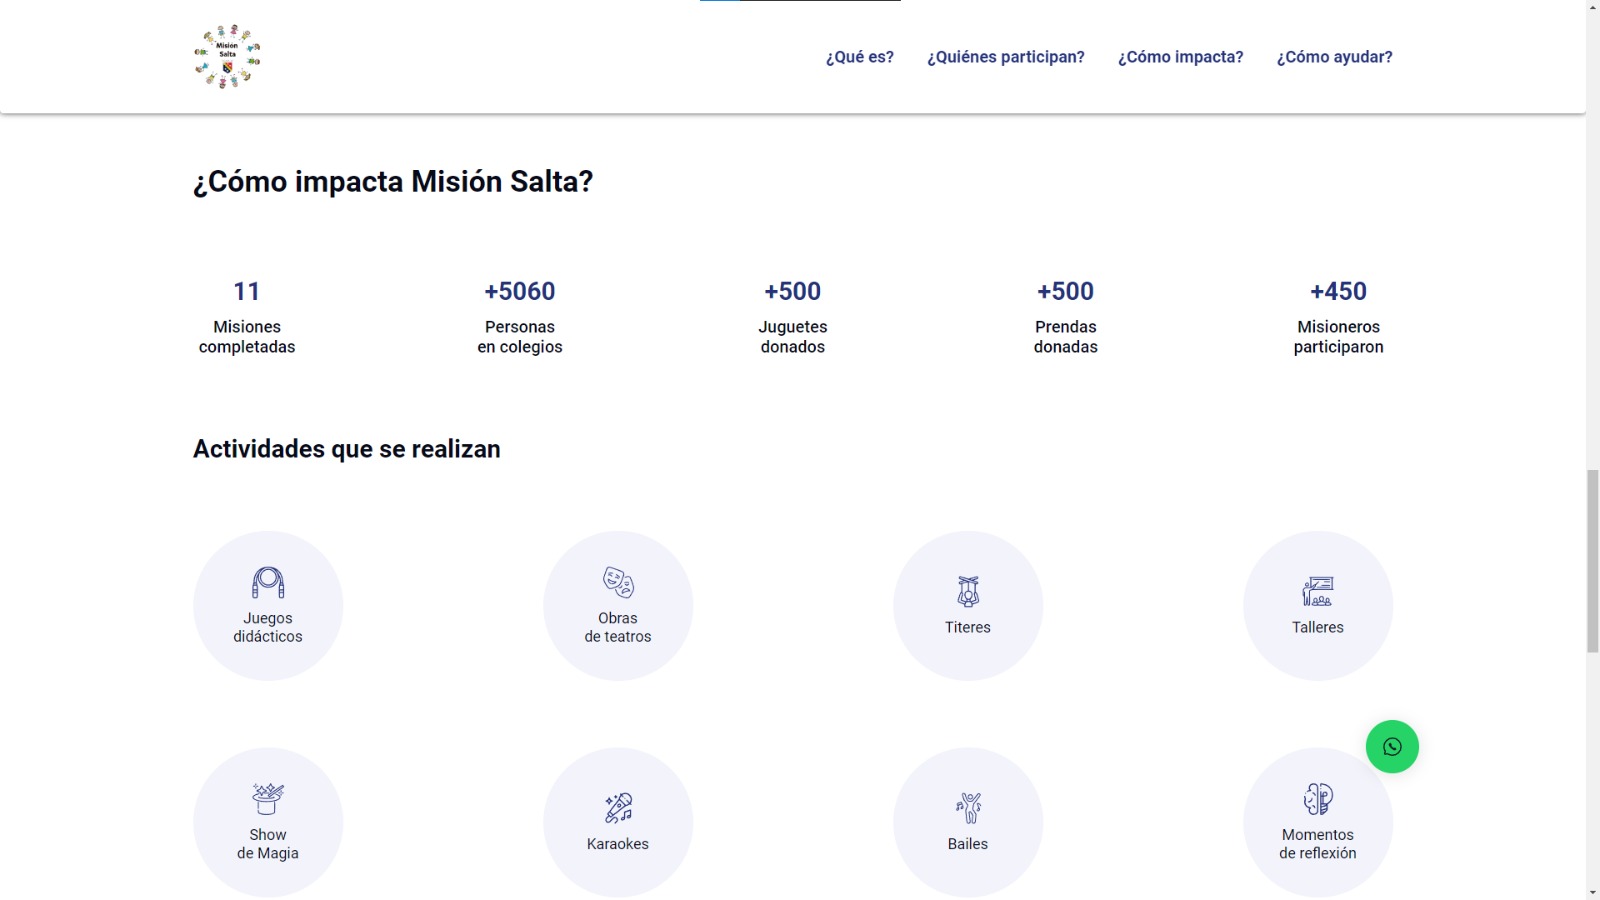 Misión
Salta
¿Qué es?
¿Quiénes participan?
¿Cómo impacta?
¿Cómo ayudar?
¿Cómo impacta Misión Salta?
11
Misiones
completadas
+5060
Personas
en colegios
+500
Juguetes
donados
+500
Prendas
donadas
+450
Misioneros
participaron
Actividades que se realizan
Juegos
didácticos
Obras
de teatros
Titeres
Talleres
Show
de Magia
Karaokes
Bailes
Momentos
de reflexión